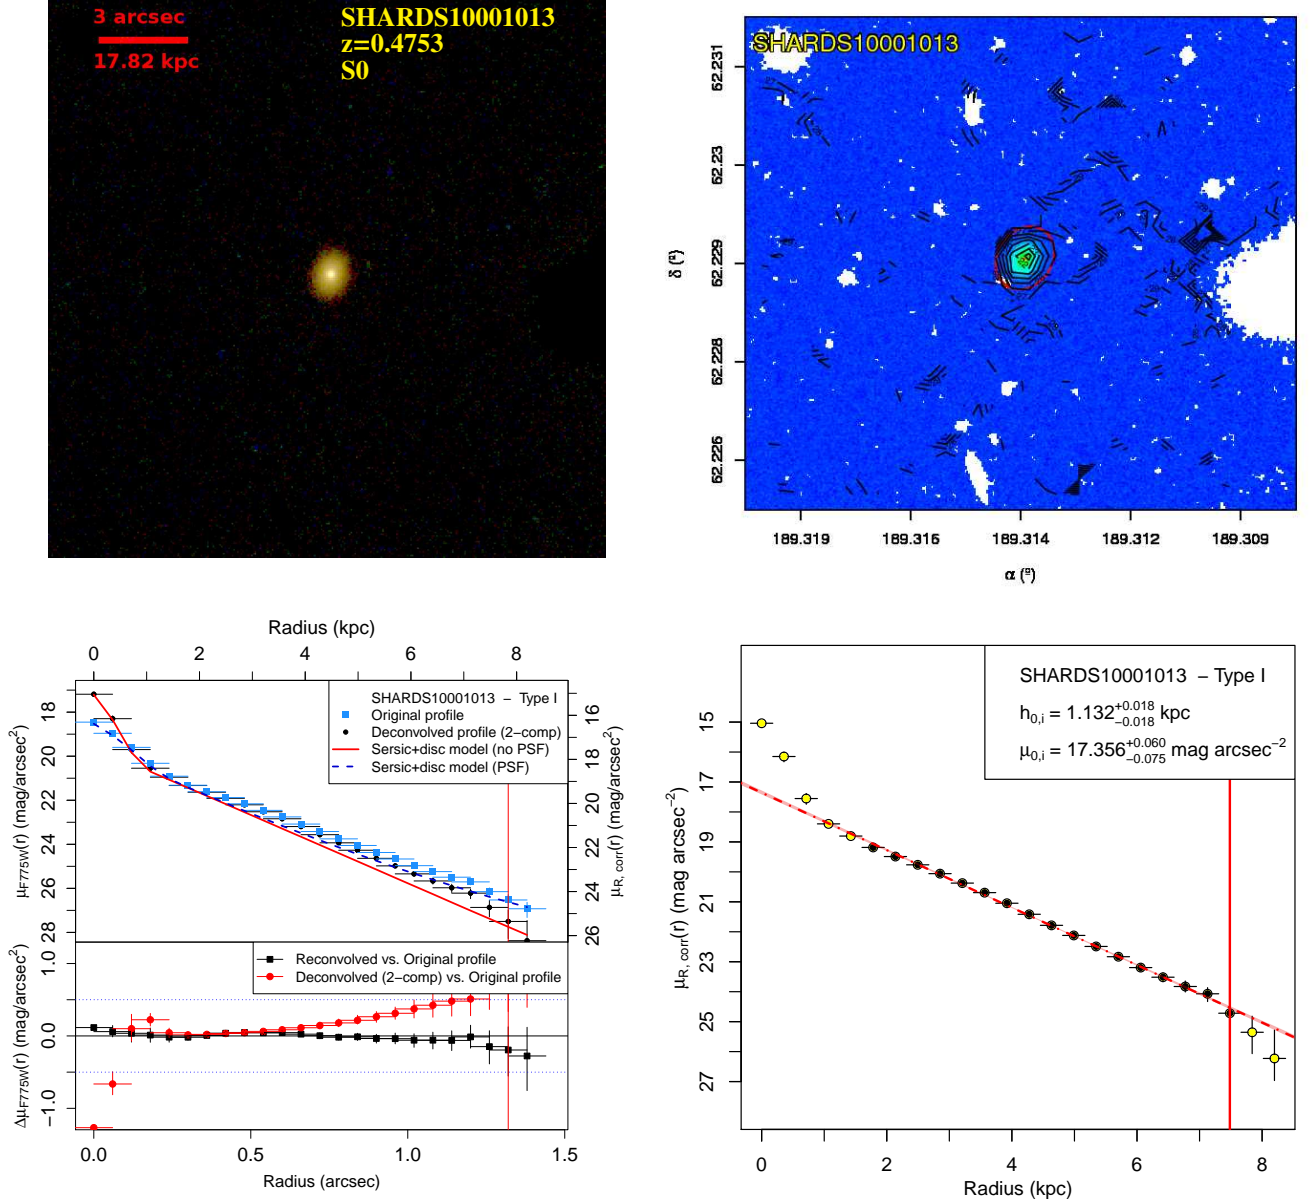 3 arcsec
17.82 kpc
SHARDS10001013
z=0.4753
S0
SHARDS10001013
62.231
62.23
62.229
62.228
62.226
δ (º)
189.319 189.316 189.314 189.312 189.309
α (º)
Radius (kpc)
0 2 4 6 8
SHARDS10001013 − Type I
Original profile
Deconvolved profile (2−comp)
Sersic+disc model (no PSF)
Sersic+disc model (PSF)
18 20 22 24 26 28
μF775W(r) (mag/arcsec²)
16 18 20 22 24 26
μR, corr(r) (mag/arcsec²)
Reconvolved vs. Original profile
Deconvolved (2−comp) vs. Original profile
1.0 0.0 −1.0
ΔμF775W(r) (mag/arcsec²)
0.0 0.5 1.0 1.5
Radius (arcsec)
SHARDS10001013 − Type I
h0,i = 1.132 +0.018 −0.018 kpc
μ0,i = 17.356 +0.060 −0.075 mag arcsec−2
15 17 19 21 23 25 27
μR, corr(r) (mag arcsec−2)
0 2 4 6 8
Radius (kpc)